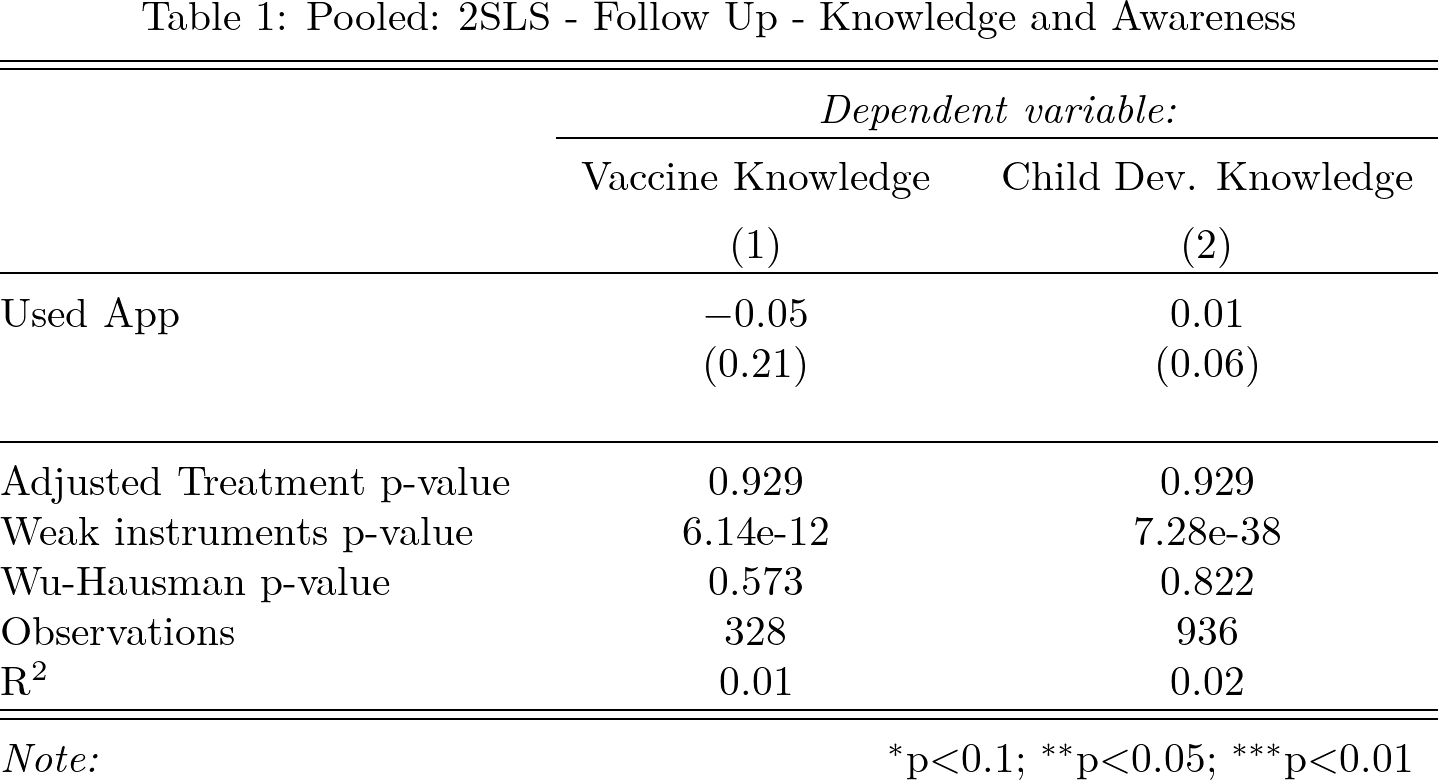 Table 1: Pooled: 2SLS - Follow Up - Knowledge and Awareness
Dependent variable:
Vaccine Knowledge Child Dev. Knowledge
(1) (2)
Used App −0.05 0.01
(0.21) (0.06)
Adjusted Treatment p-value 0.929 0.929
Weak instruments p-value 6.14e-12 7.28e-38
Wu-Hausman p-value 0.573 0.822
Observations 328 936
R² 0.01 0.02
Note: *p<0.1; **p<0.05; ***p<0.01